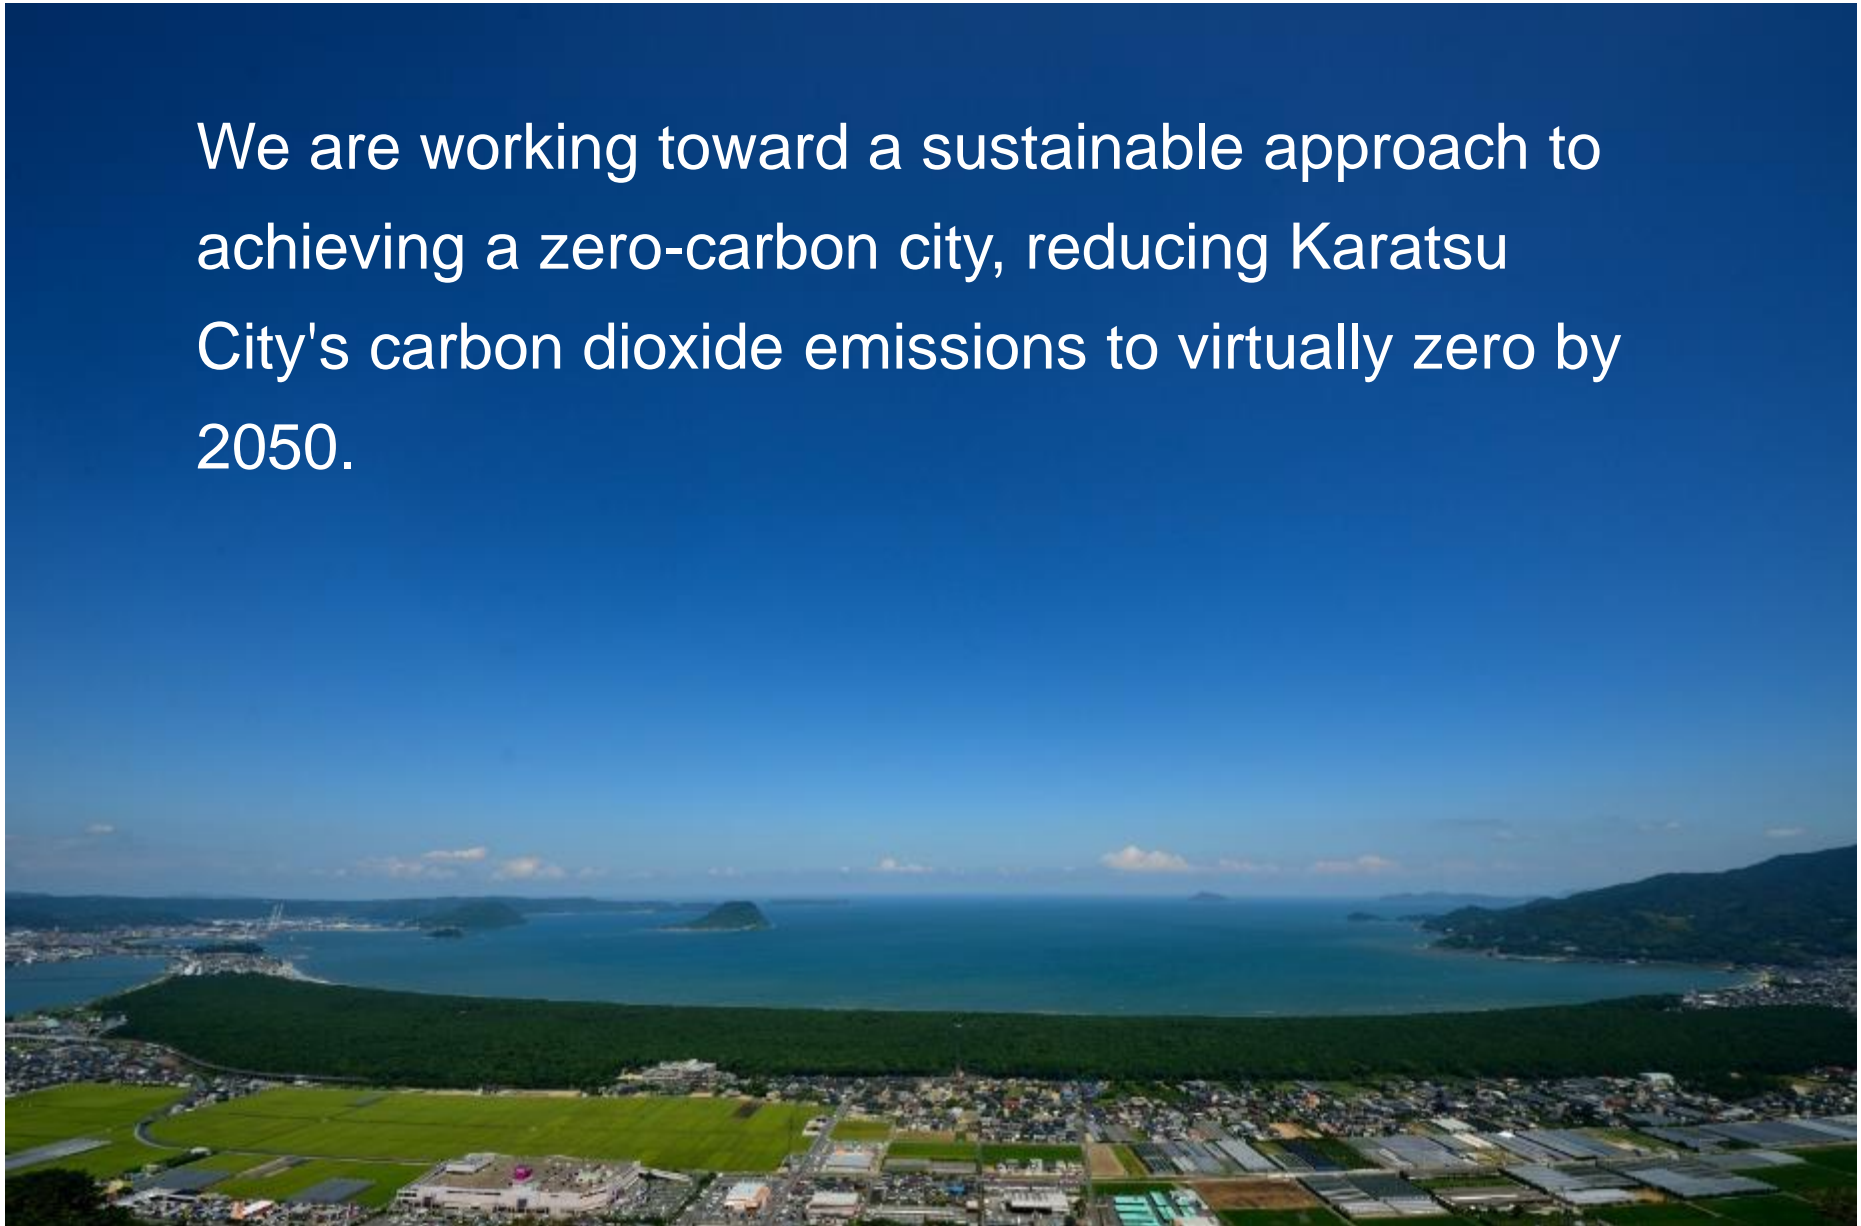 We are working toward a sustainable approach to
achieving a zero-carbon city, reducing Karatsu
City's carbon dioxide emissions to virtually zero by
2050.